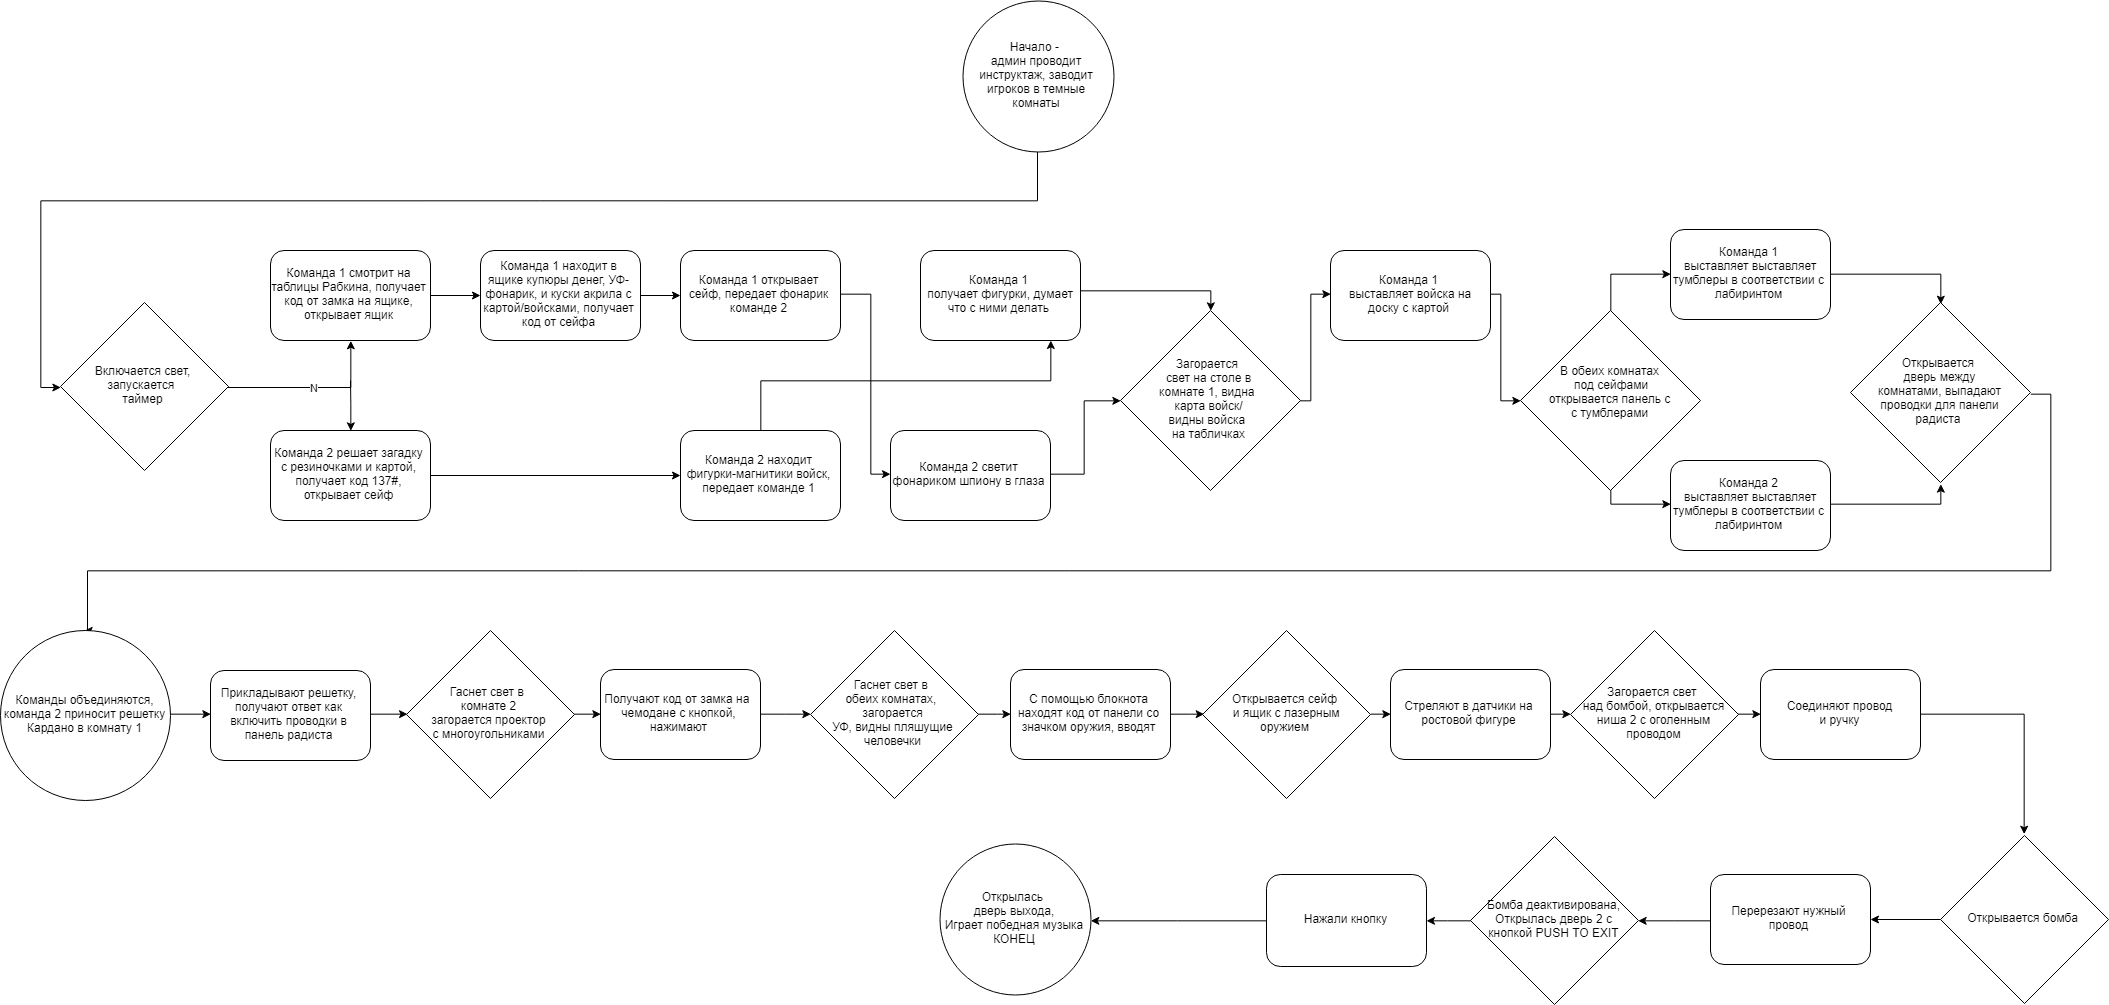 Начало -
админ проводит
инструктаж, заводит
игроков в темные
комнаты
Включается свет,
запускается
таймер
N
Команда 1 смотрит на
таблицы Рабкина, получает
код от замка на ящике,
открывает ящик
Команда 1 находит в
ящике купюры денег, УФ-
фонарик, и куски акрила с
картой/войсками, получает
код от сейфа
Команда 1 открывает
сейф, передает фонарик
команде 2
Команда 1
получает фигурки, думает
что с ними делать
Команда 2 решает загадку
с резиночками и картой,
получает код 137#,
открывает сейф
Команда 2 находит
фигурки-магнитики войск,
передает команде 1
Команда 2 светит
фонариком шпиону в глаза
Загорается
свет на столе в
комнате 1, видна
карта войск/
видны войска
на табличках
Команда 1
выставляет войска на
доску с картой
В обеих комнатах
под сейфами
открывается панель с
с тумблерами
Команда 1
выставляет выставляет
тумблеры в соответствии с
лабиринтом
Команда 2
выставляет выставляет
тумблеры в соответствии с
лабиринтом
Открывается
дверь между
комнатами, выпадают
проводки для панели
радиста
Команды объединяются,
команда 2 приносит решетку
Кардано в комнату 1
Прикладывают решетку,
получают ответ как
включить проводки в
панель радиста
Гаснет свет в
комнате 2
загорается проектор
с многоугольниками
Получают код от замка на
чемодане с кнопкой,
нажимают
Гаснет свет в
обеих комнатах,
загорается
УФ, видны пляшущие
человечки
С помощью блокнота
находят код от панели со
значком оружия, вводят
Открывается сейф
и ящик с лазерным
оружием
Стреляют в датчики на
ростовой фигуре
Загорается свет
над бомбой, открывается
ниша 2 с оголенным
проводом
Соединяют провод
и ручку
Открывается бомба
Перерезают нужный
провод
Бомба деактивирована,
Открылась дверь 2 с
кнопкой PUSH TO EXIT
Нажали кнопку
Открылась
дверь выхода,
Играет победная музыка
КОНЕЦ